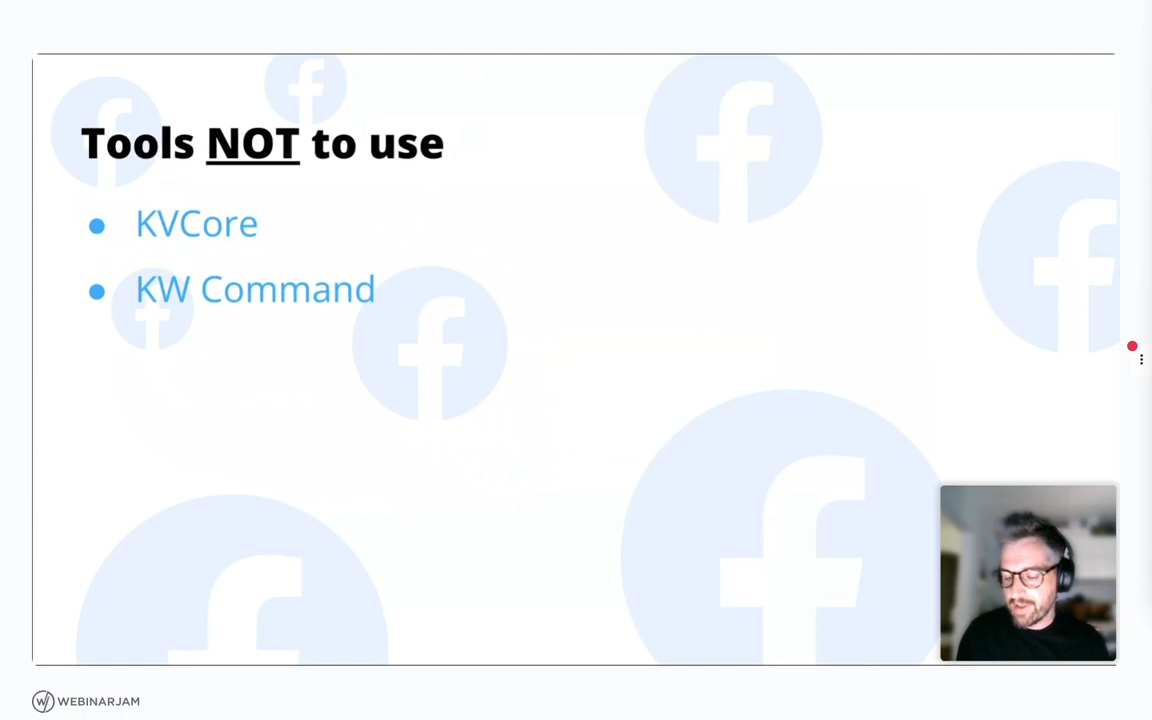 Tools NOT to use
● KVCore
● KW Command
WEBINARJAM